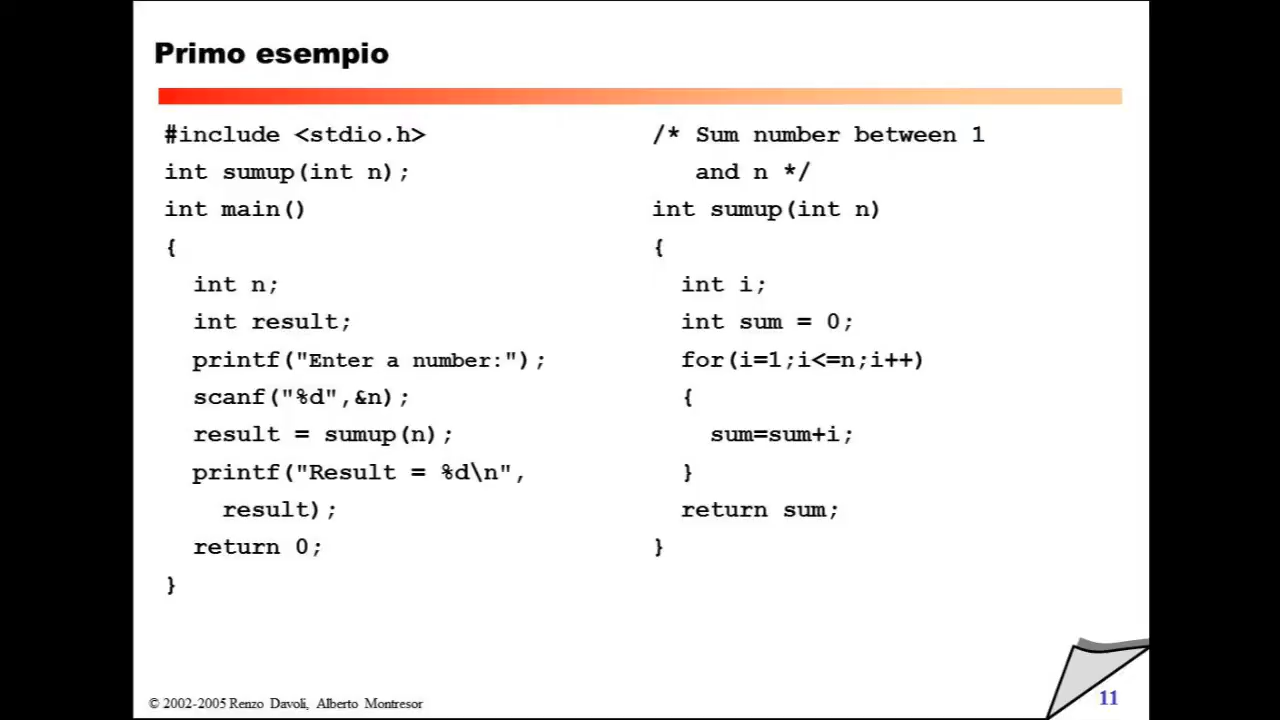 Primo esempio
#include <stdio.h>
int sumup(int n);
int main()
{
  int n;
  int result;
  printf("Enter a number:");
  scanf("%d",&n);
  result = sumup(n);
  printf("Result = %d\n",
    result);
  return 0;
}
/* Sum number between 1
   and n */
int sumup(int n)
{
  int i;
  int sum = 0;
  for(i=1;i<=n;i++)
  {
    sum=sum+i;
  }
  return sum;
}
© 2002-2005 Renzo Davoli, Alberto Montresor
11